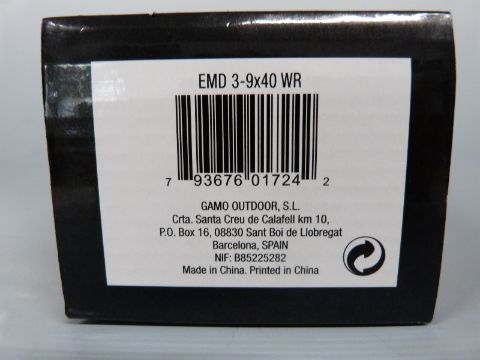 EMD 3-9x40 WR
7 93676 01724 2
GAMO OUTDOOR, S.L.
Crta. Santa Creu de Calafell km 10,
P.O. Box 16, 08830 Sant Boi de Llobregat
Barcelona, SPAIN
NIF: B85225282
Made in China. Printed in China